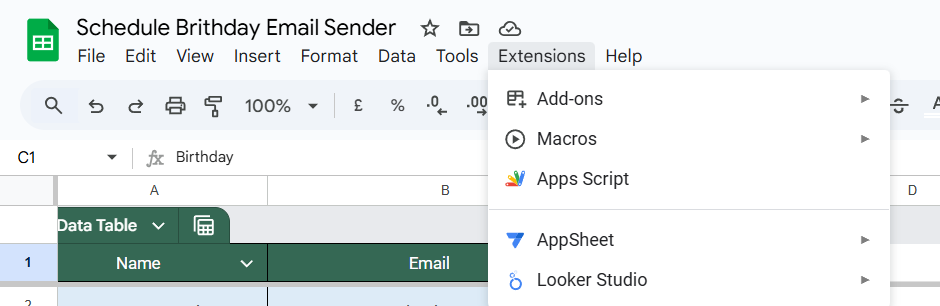 Schedule Brithday Email Sender
File Edit View Insert Format Data Tools Extensions Help
100% £ % .0 .00
Add-ons
Macros
Apps Script
AppSheet
Looker Studio
C1 fx Birthday
A B D
Data Table
1 Name Email